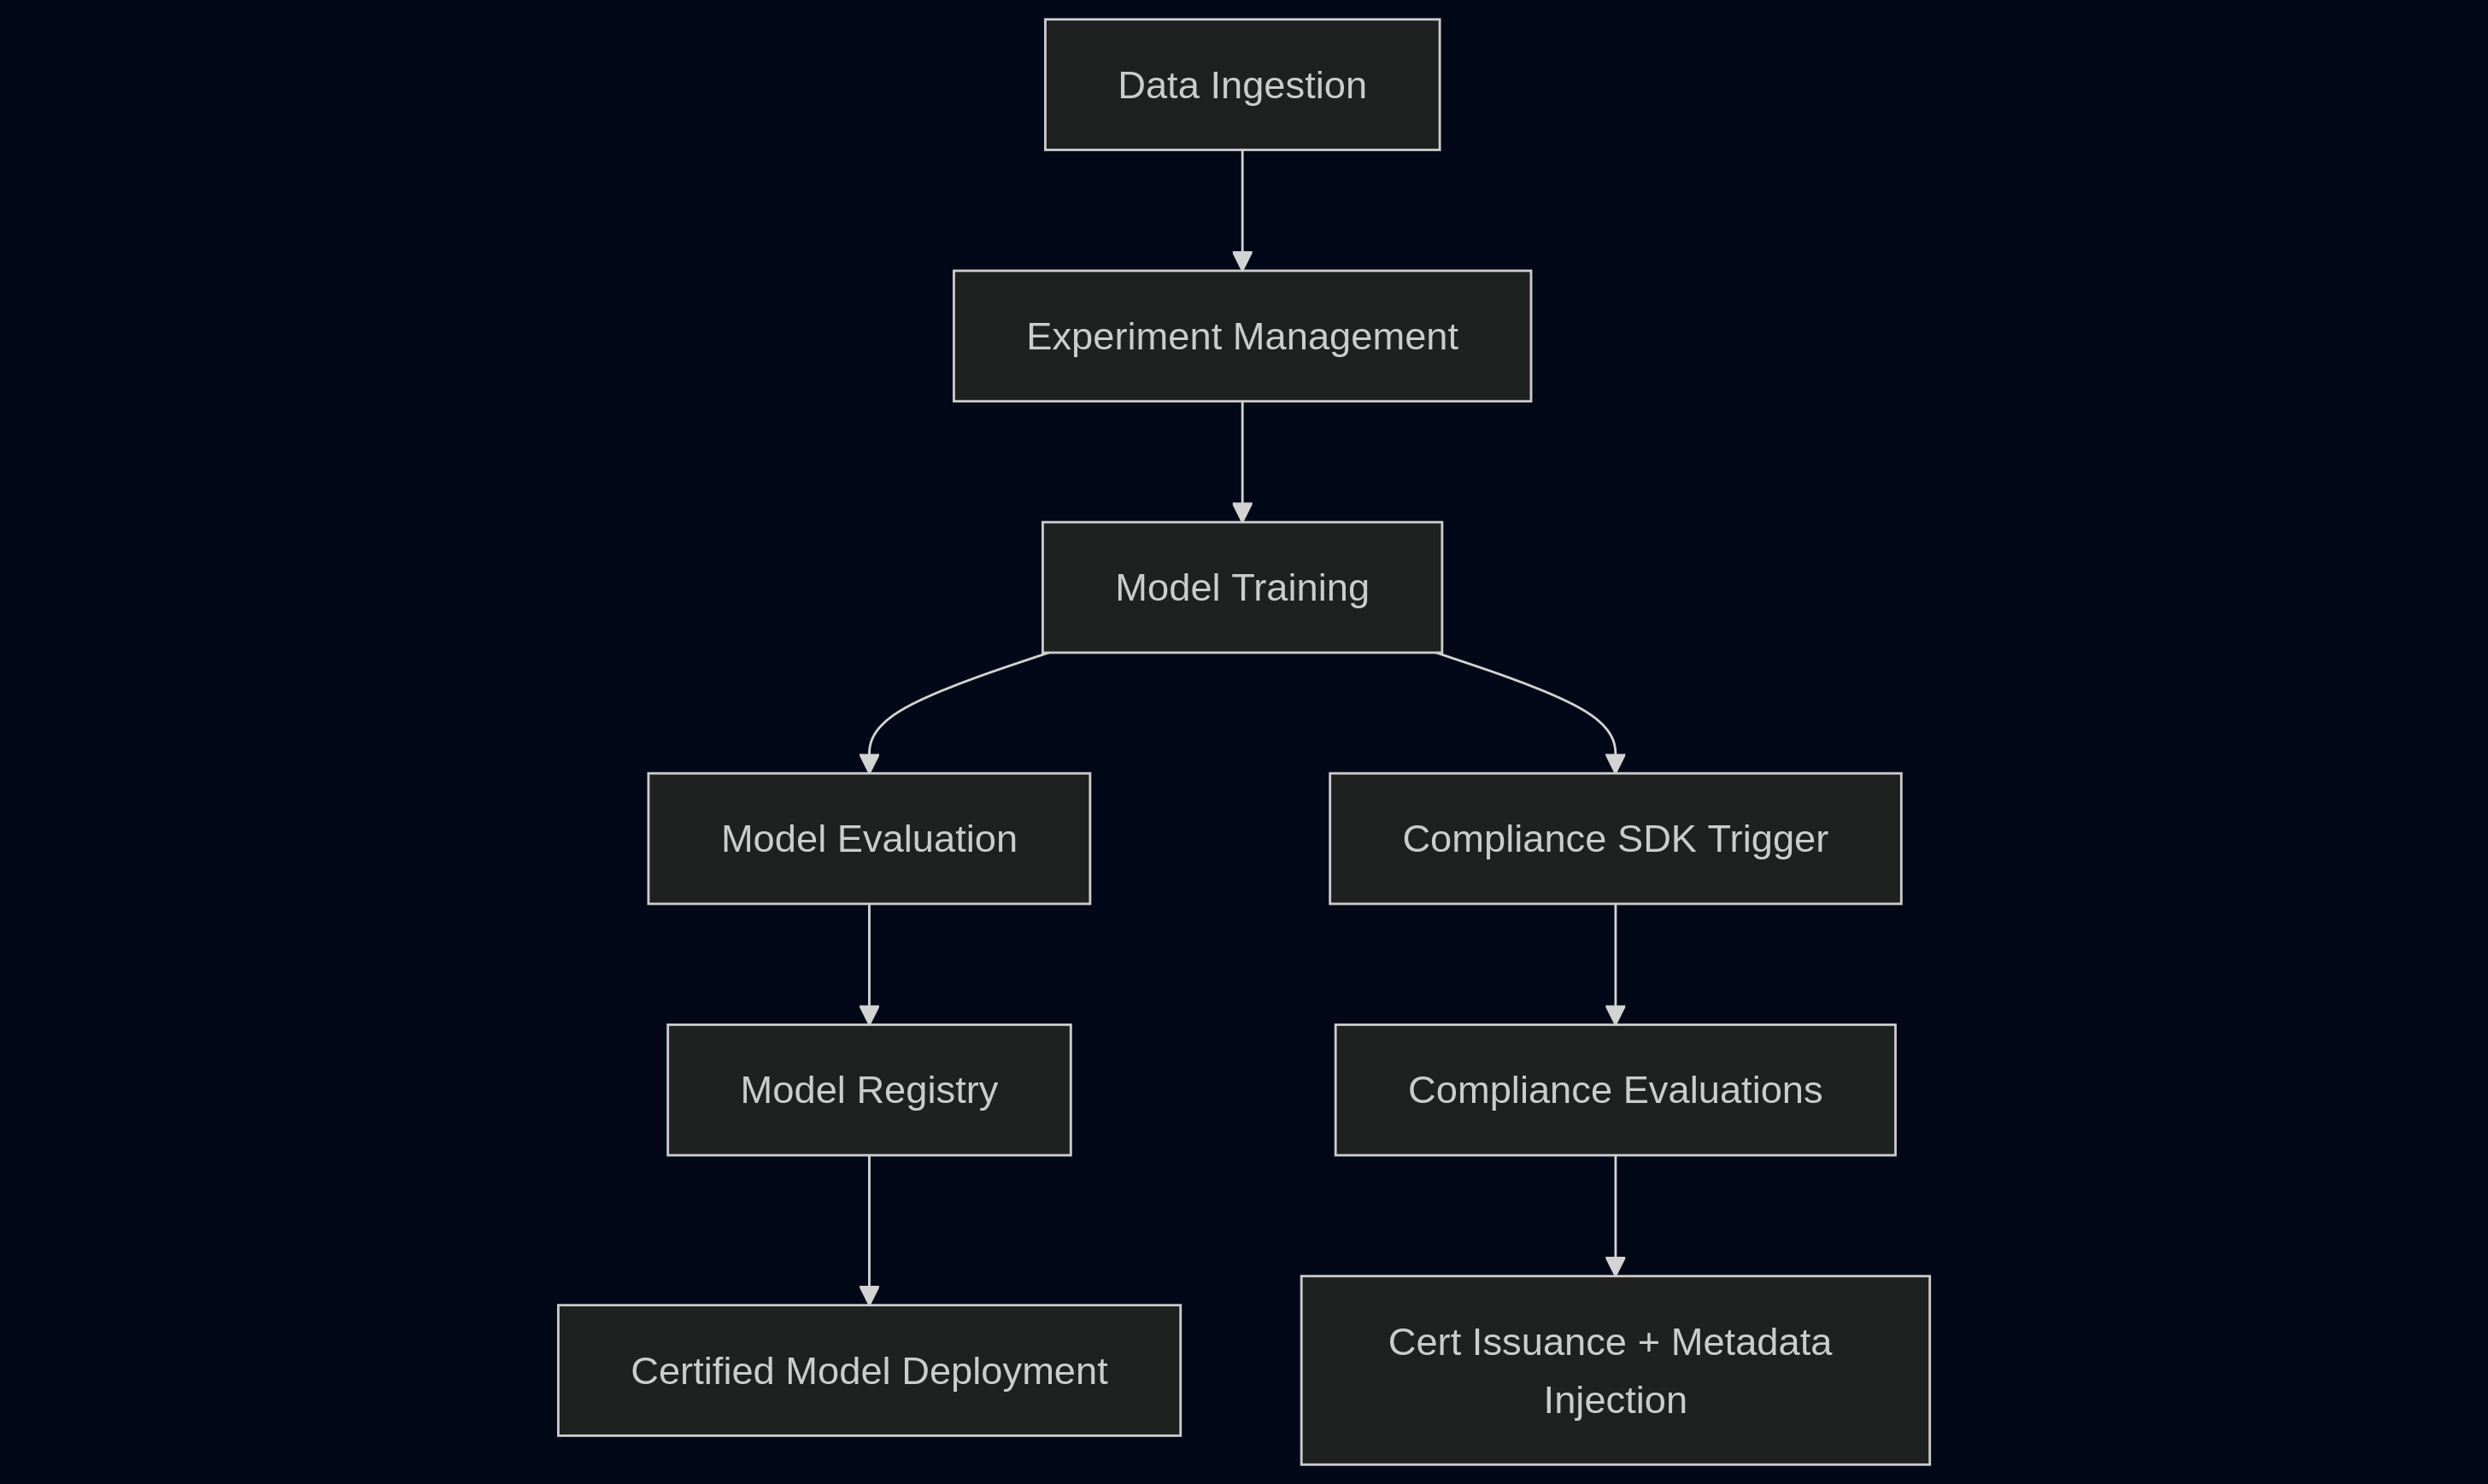 Data Ingestion
Experiment Management
Model Training
Model Evaluation
Compliance SDK Trigger
Model Registry
Compliance Evaluations
Certified Model Deployment
Cert Issuance + Metadata
Injection